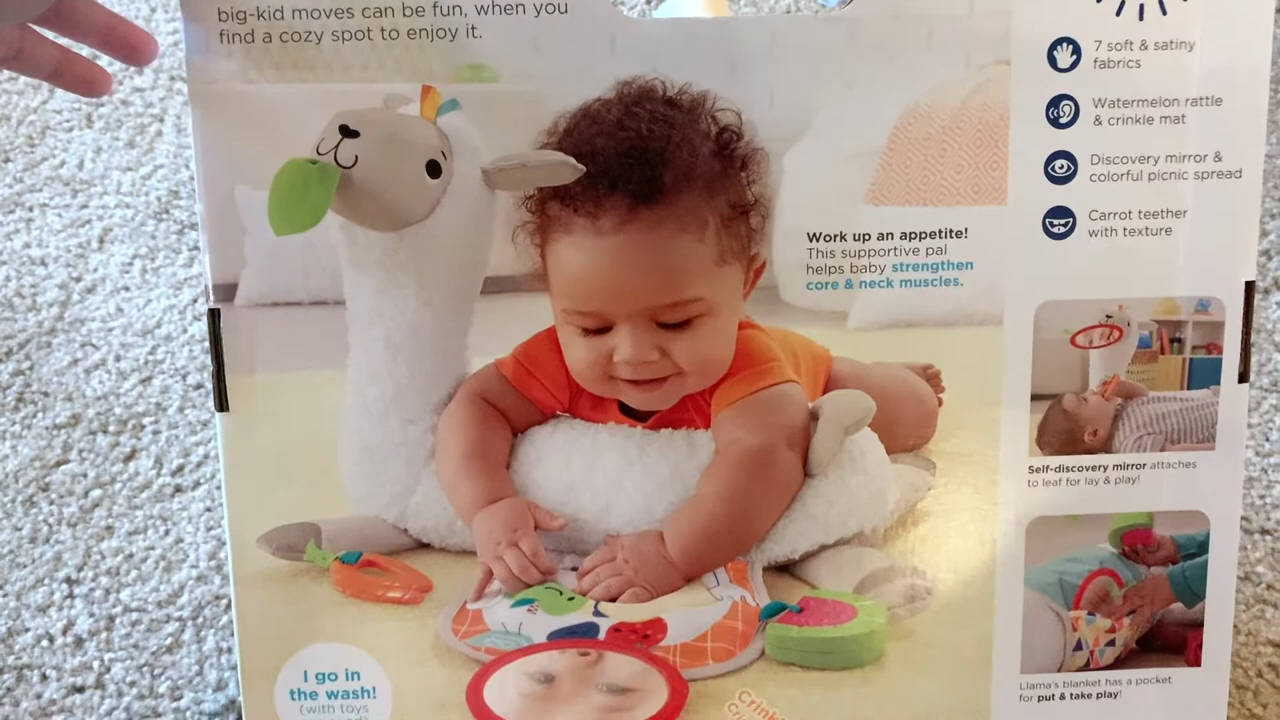 big-kid moves can be fun, when you
find a cozy spot to enjoy it.
7 soft & satiny
fabrics
Watermelon rattle
& crinkle mat
Discovery mirror &
colorful picnic spread
Carrot teether
with texture
Work up an appetite!
This supportive pal
helps baby strengthen
core & neck muscles.
Self-discovery mirror attaches
to leaf for lay & play!
Llama's blanket has a pocket
for put & take play!
I go in
the wash!
(with toys
Crinkl